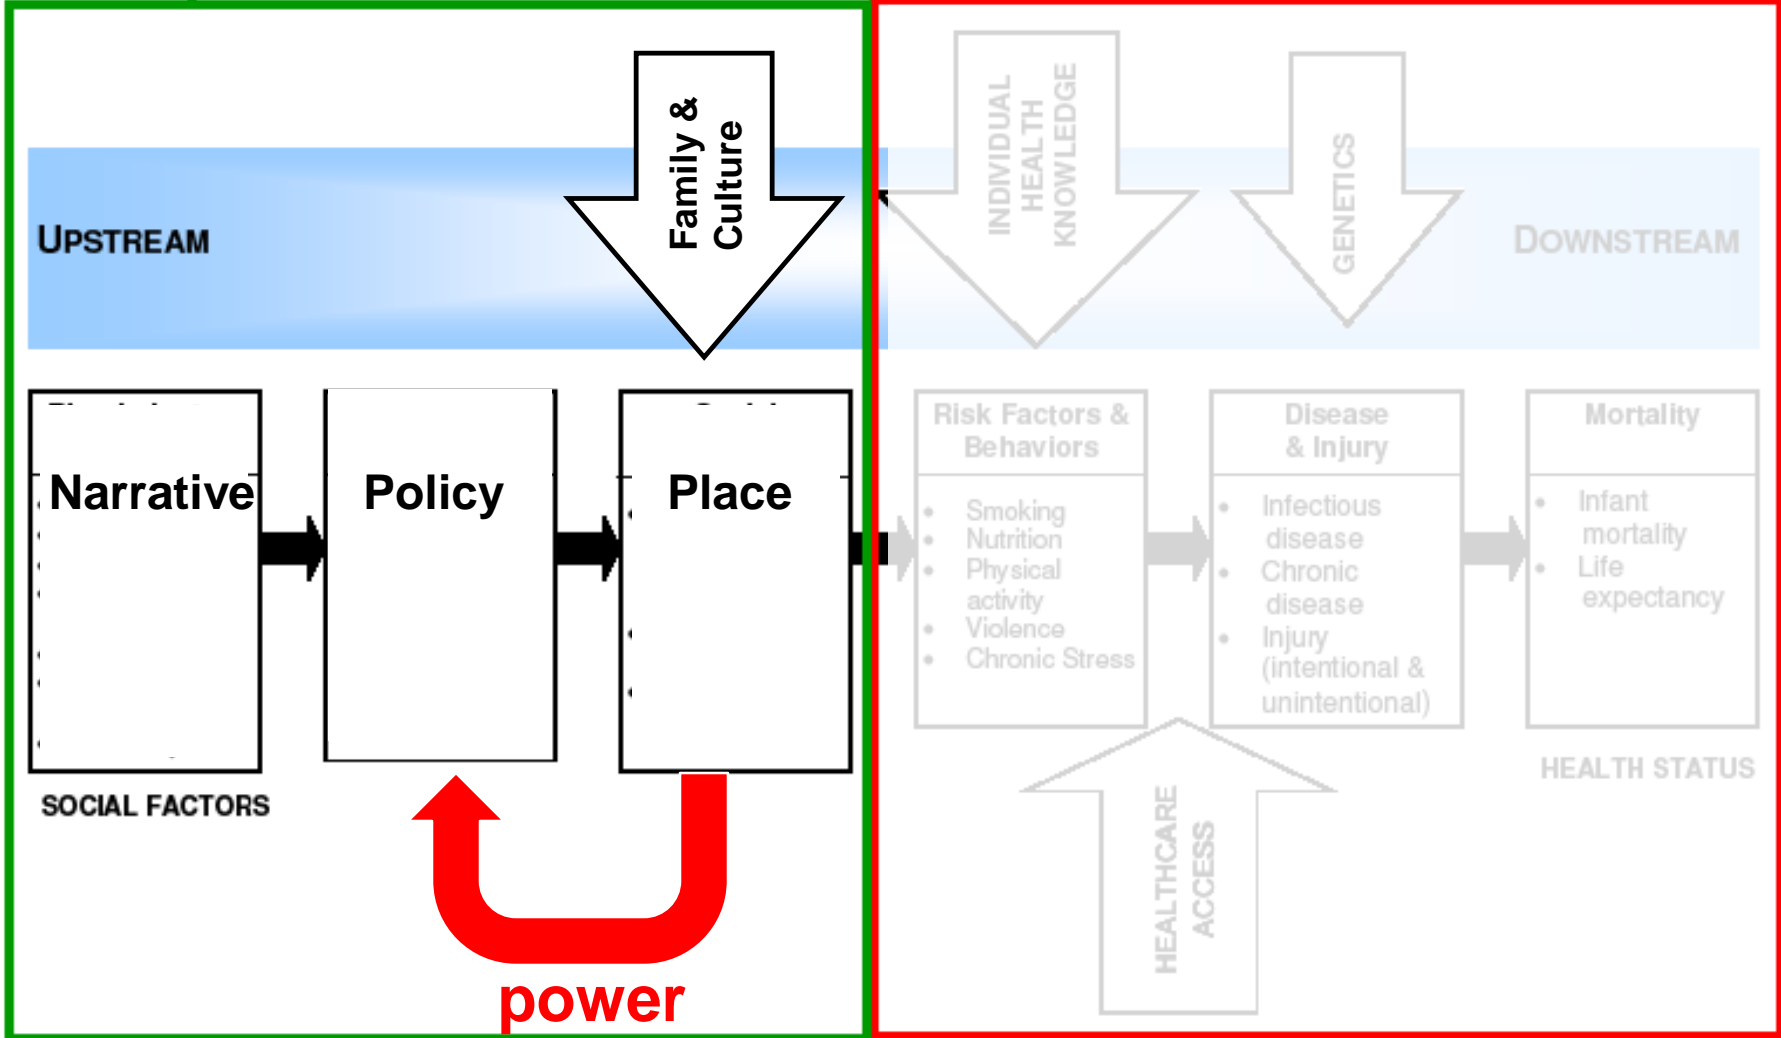 Family &
Culture
INDIVIDUAL
HEALTH
KNOWLEDGE
GENETICS
UPSTREAM
DOWNSTREAM
Narrative
Policy
Place
Risk Factors &
Behaviors
• Smoking
• Nutrition
• Physical
activity
• Violence
• Chronic Stress
Disease
& Injury
• Infectious
disease
• Chronic
disease
• Injury
(intentional &
unintentional)
Mortality
• Infant
mortality
• Life
expectancy
SOCIAL FACTORS
HEALTH STATUS
HEALTHCARE
ACCESS
power